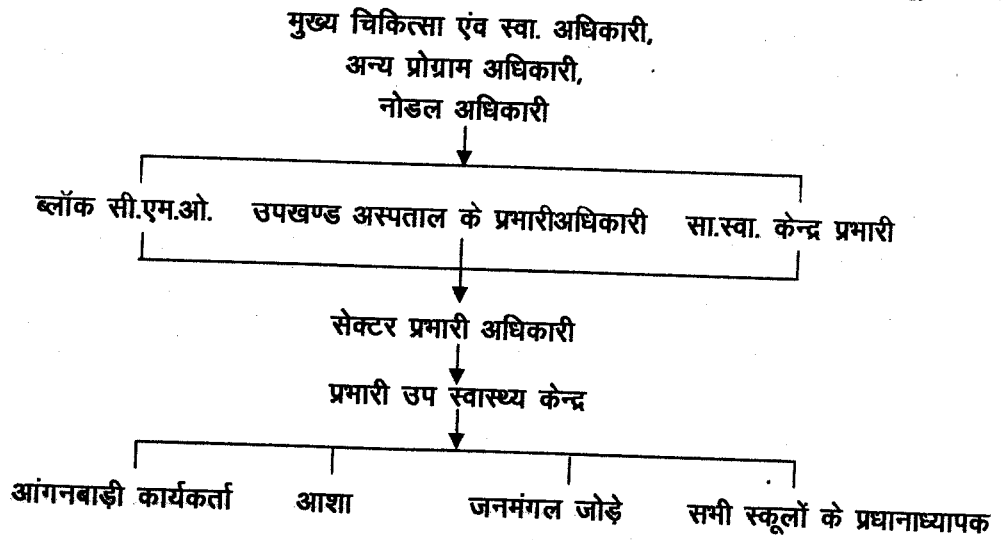 मुख्य चिकित्सा एंव स्वा. अधिकारी,
अन्य प्रोग्राम अधिकारी,
नोडल अधिकारी
ब्लॉक सी.एम.ओ. उपखण्ड अस्पताल के प्रभारीअधिकारी सा.स्वा. केन्द्र प्रभारी
सेक्टर प्रभारी अधिकारी
प्रभारी उप स्वास्थ्य केन्द्र
आंगनबाड़ी कार्यकर्ता आशा जनमंगल जोड़े सभी स्कूलों के प्रधानाध्यापक